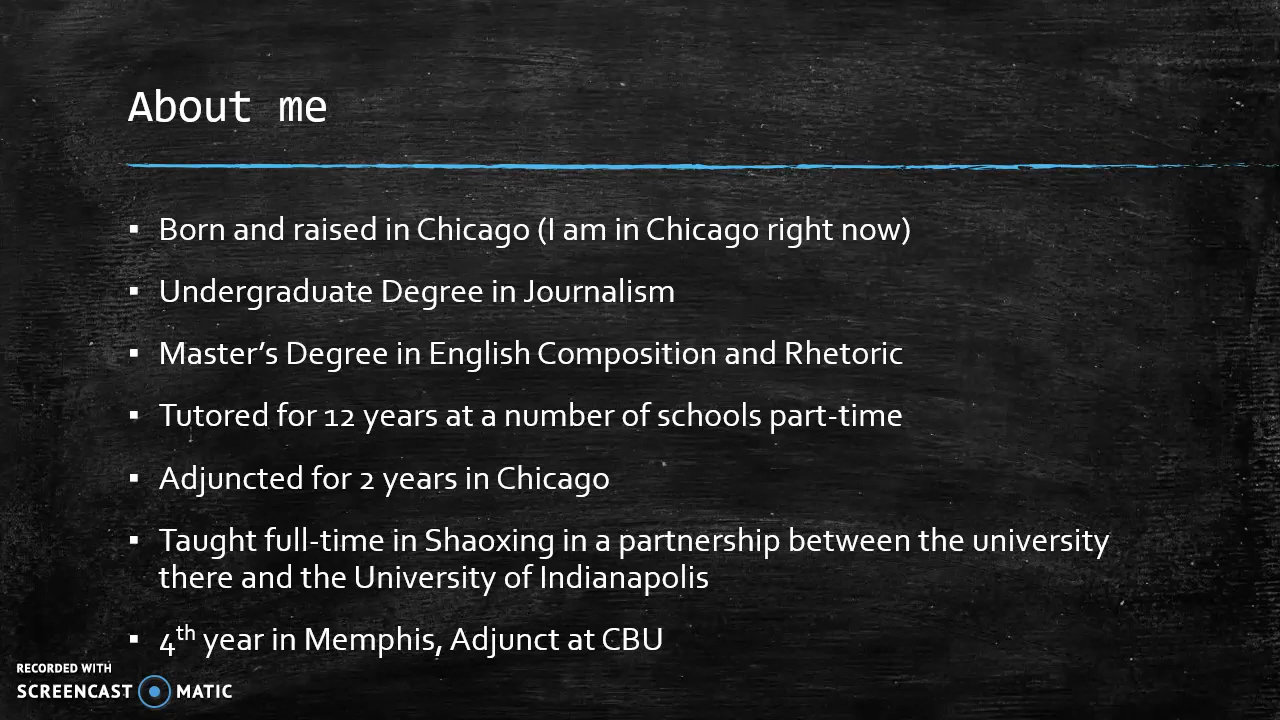 About me
▪ Born and raised in Chicago (I am in Chicago right now)
▪ Undergraduate Degree in Journalism
▪ Master’s Degree in English Composition and Rhetoric
▪ Tutored for 12 years at a number of schools part-time
▪ Adjuncted for 2 years in Chicago
▪ Taught full-time in Shaoxing in a partnership between the university
there and the University of Indianapolis
▪ 4th year in Memphis, Adjunct at CBU
RECORDED WITH
SCREENCAST MATIC